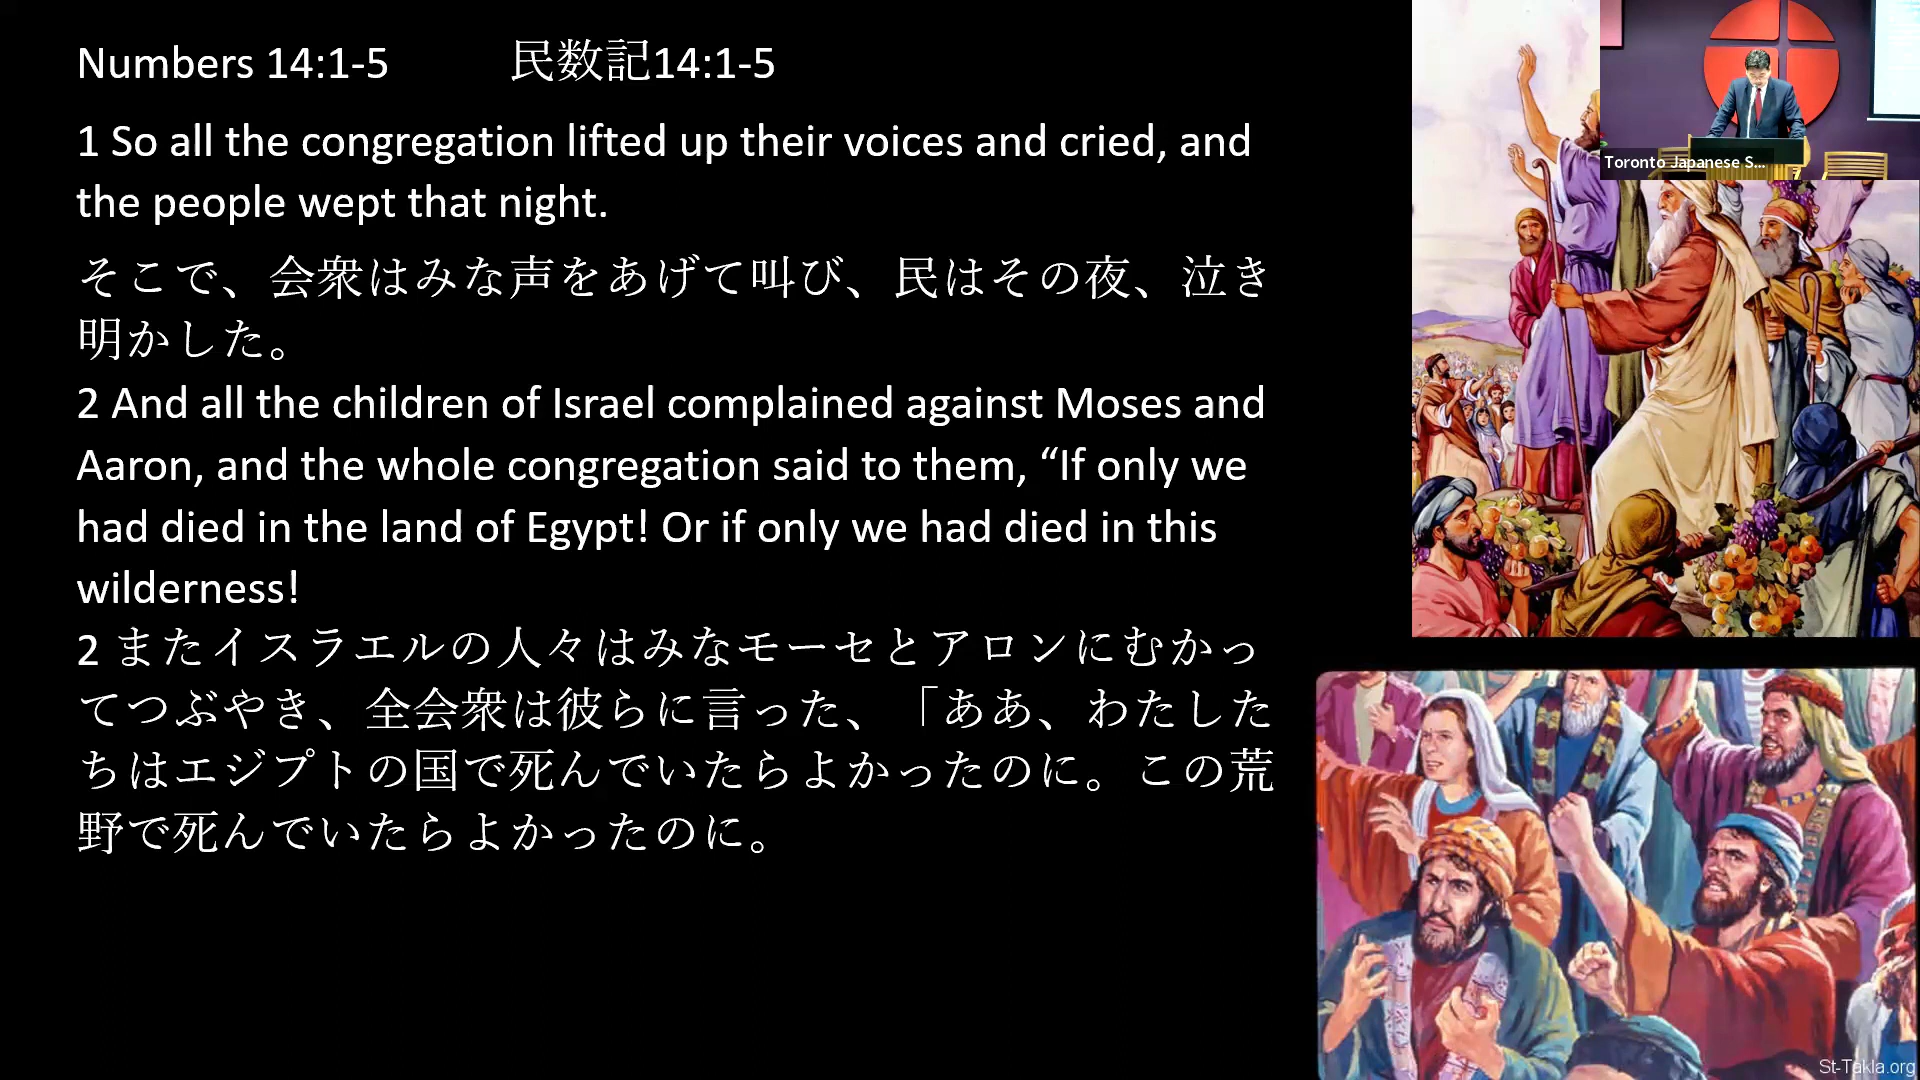 Numbers 14:1-5 民数記14:1-5
1 So all the congregation lifted up their voices and cried, and
the people wept that night.
そこで、会衆はみな声をあげて叫び、民はその夜、泣き
明かした。
2 And all the children of Israel complained against Moses and
Aaron, and the whole congregation said to them, “If only we
had died in the land of Egypt! Or if only we had died in this
wilderness!
2 またイスラエルの人々はみなモーセとアロンにむかっ
てつぶやき、全会衆は彼らに言った、「ああ、わたした
ちはエジプトの国で死んでいたらよかったのに。この荒
野で死んでいたらよかったのに。
Toronto Japanese S...
St-Takla.org